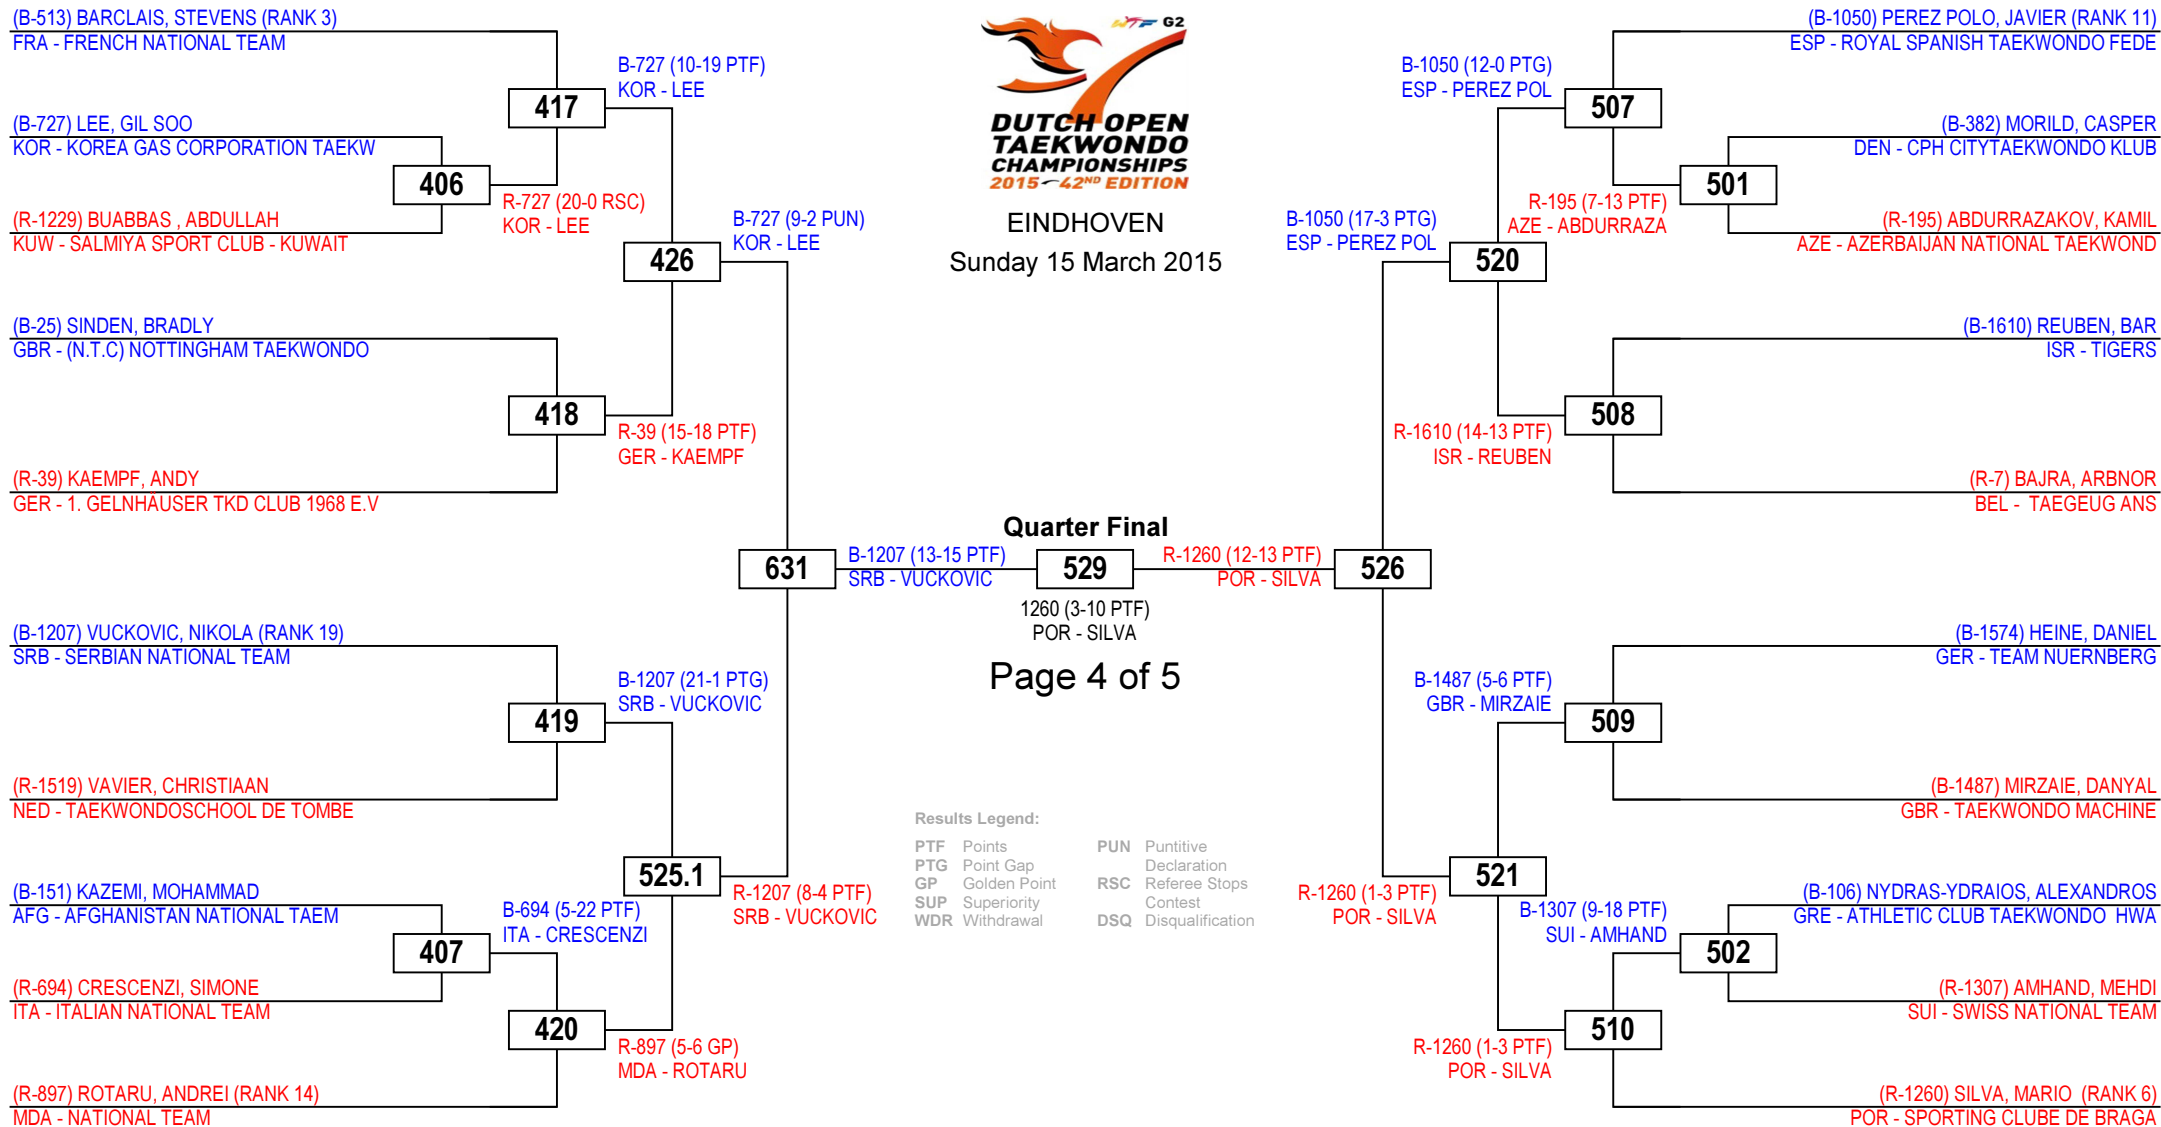 (B-513) BARCLAIS, STEVENS (RANK 3)
FRA - FRENCH NATIONAL TEAM
B-727 (10-19 PTF)
KOR - LEE
417
(B-727) LEE, GIL SOO
KOR - KOREA GAS CORPORATION TAEKW
406
R-727 (20-0 RSC)
KOR - LEE
(R-1229) BUABBAS , ABDULLAH
KUW - SALMIYA SPORT CLUB - KUWAIT
B-727 (9-2 PUN)
KOR - LEE
426
(B-25) SINDEN, BRADLY
GBR - (N.T.C) NOTTINGHAM TAEKWONDO
418
R-39 (15-18 PTF)
GER - KAEMPF
(R-39) KAEMPF, ANDY
GER - 1. GELNHÄUSER TKD CLUB 1968 E.V
631
B-1207 (13-15 PTF)
SRB - VUCKOVIC
(B-1207) VUCKOVIC, NIKOLA (RANK 19)
SRB - SERBIAN NATIONAL TEAM
B-1207 (21-1 PTG)
SRB - VUCKOVIC
419
(R-1519) VAVIER, CHRISTIAAN
NED - TAEKWONDOSCHOOL DE TOMBE
525.1
R-1207 (8-4 PTF)
SRB - VUCKOVIC
(B-151) KAZEMI, MOHAMMAD
AFG - AFGHANISTAN NATIONAL TAEM
B-694 (5-22 PTF)
ITA - CRESCENZI
407
(R-694) CRESCENZI, SIMONE
ITA - ITALIAN NATIONAL TEAM
420
R-897 (5-6 GP)
MDA - ROTARU
(R-897) ROTARU, ANDREI (RANK 14)
MDA - NATIONAL TEAM
WTF G2
DUTCH OPEN
TAEKWONDO
CHAMPIONSHIPS
2015 ~ 42ND EDITION
EINDHOVEN
Sunday 15 March 2015
Quarter Final
529
1260 (3-10 PTF)
POR - SILVA
Page 4 of 5
Results Legend:
PTF Points
PTG Point Gap
GP Golden Point
SUP Superiority
WDR Withdrawal
PUN Puntitive
Declaration
RSC Referee Stops
Contest
DSQ Disqualification
(B-1050) PEREZ POLO, JAVIER (RANK 11)
ESP - ROYAL SPANISH TAEKWONDO FEDE
B-1050 (12-0 PTG)
ESP - PEREZ POL
507
(B-382) MORILD, CASPER
DEN - CPH CITYTAEKWONDO KLUB
501
R-195 (7-13 PTF)
AZE - ABDURRAZA
(R-195) ABDURRAZAKOV, KAMIL
AZE - AZERBAIJAN NATIONAL TAEKWOND
B-1050 (17-3 PTG)
ESP - PEREZ POL
520
(B-1610) REUBEN, BAR
ISR - TIGERS
508
R-1610 (14-13 PTF)
ISR - REUBEN
(R-7) BAJRA, ARBNOR
BEL - TAEGEUG ANS
R-1260 (12-13 PTF)
POR - SILVA
526
(B-1574) HEINE, DANIEL
GER - TEAM NUERNBERG
B-1487 (5-6 PTF)
GBR - MIRZAIE
509
(B-1487) MIRZAIE, DANYAL
GBR - TAEKWONDO MACHINE
521
R-1260 (1-3 PTF)
POR - SILVA
(B-106) NYDRAS-YDRAIOS, ALEXANDROS
GRE - ATHLETIC CLUB TAEKWONDO HWA
B-1307 (9-18 PTF)
SUI - AMHAND
502
(R-1307) AMHAND, MEHDI
SUI - SWISS NATIONAL TEAM
510
R-1260 (1-3 PTF)
POR - SILVA
(R-1260) SILVA, MARIO (RANK 6)
POR - SPORTING CLUBE DE BRAGA